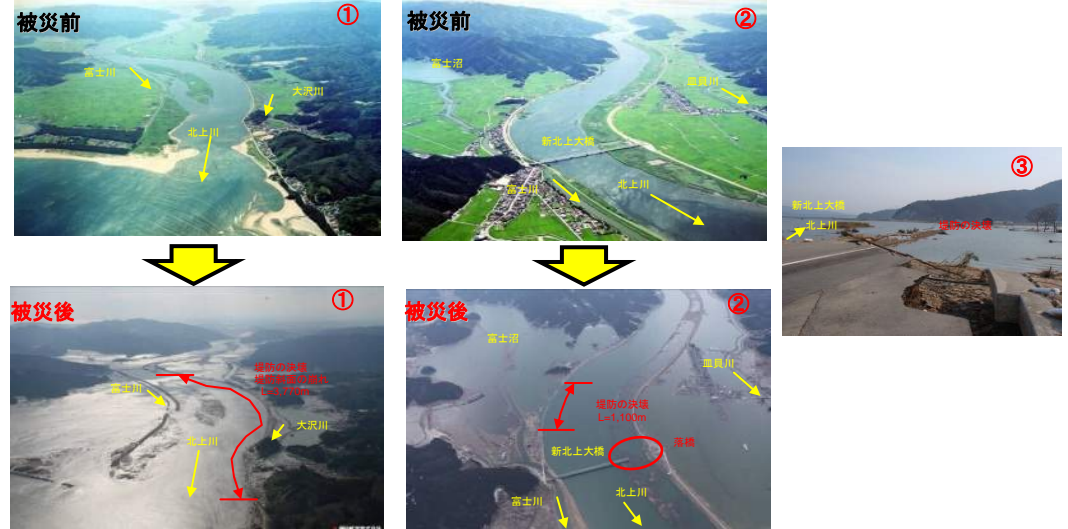 被災前
①
富士川
大沢川
北上川
被災前
②
富士沼
皿貝川
新北上大橋
富士川
北上川
③
新北上大橋
北上川
堤防の決壊
被災後
①
堤防の決壊
富士川
大沢川
北上川
被災後
②
富士沼
皿貝川
堤防の決壊
L=1,100m
新北上大橋
落橋
富士川
北上川